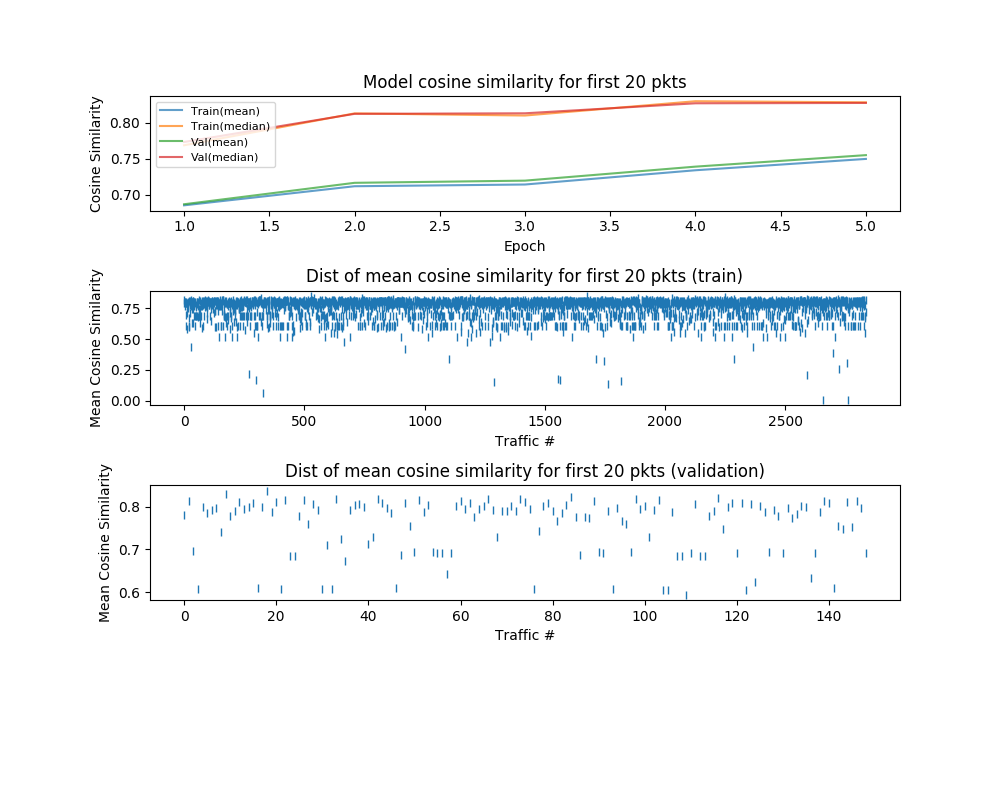 Model cosine similarity for first 20 pkts
Cosine Similarity
0.80
0.75
0.70
Train(mean)
Train(median)
Val(mean)
Val(median)
1.0 1.5 2.0 2.5 3.0 3.5 4.0 4.5 5.0
Epoch
Dist of mean cosine similarity for first 20 pkts (train)
Mean Cosine Similarity
0.75
0.50
0.25
0.00
0 500 1000 1500 2000 2500
Traffic #
Dist of mean cosine similarity for first 20 pkts (validation)
Mean Cosine Similarity
0.8
0.7
0.6
0 20 40 60 80 100 120 140
Traffic #